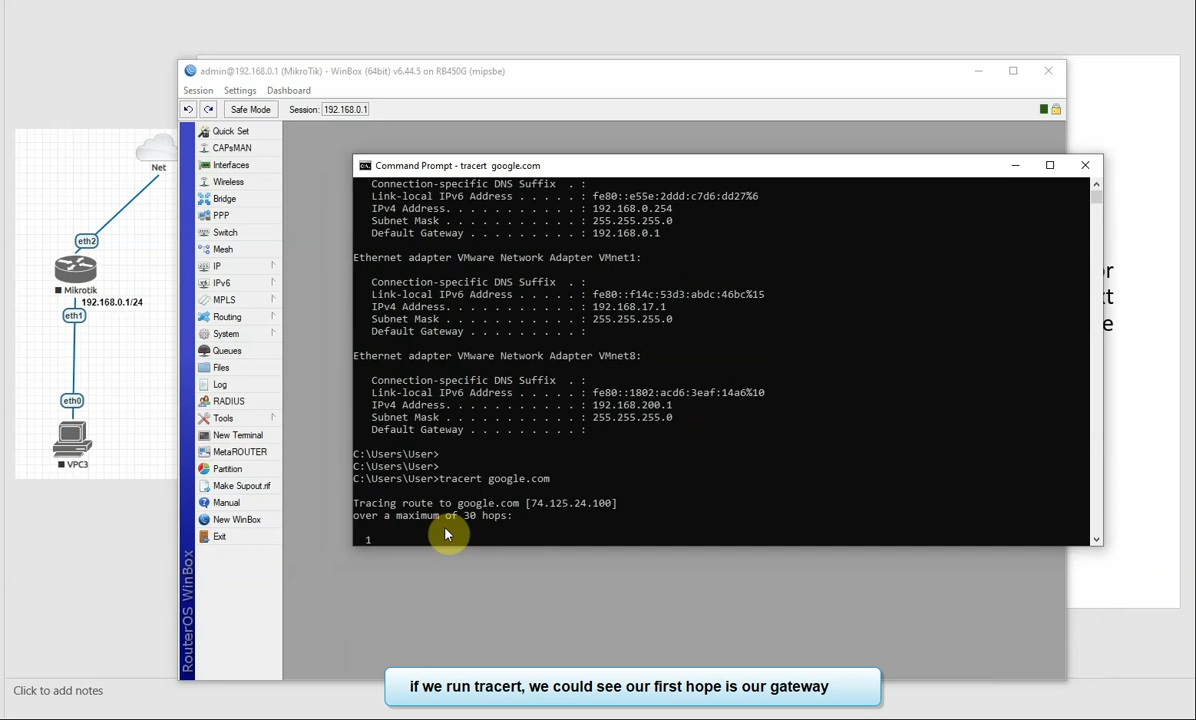 admin@192.168.0.1 (MikroTik) - WinBox (64bit) v6.44.5 on RB450G (mipsbe)
Session Settings Dashboard
Safe Mode Session: 192.168.0.1
Quick Set
CAPsMAN
Interfaces
Wireless
Bridge
PPP
Switch
Mesh
IP
IPv6
MPLS
Routing
System
Queues
Files
Log
RADIUS
Tools
New Terminal
MetaROUTER
Partition
Make Supout.rif
Manual
New WinBox
Exit
RouterOS WinBox
Net
eth2
Mikrotik
192.168.0.1/24
eth1
eth0
VPC3
Command Prompt - tracert google.com
Connection-specific DNS Suffix . :
Link-local IPv6 Address . . . . . : fe80::e55e:2ddd:c7d6:dd27%6
IPv4 Address. . . . . . . . . . . : 192.168.0.254
Subnet Mask . . . . . . . . . . . : 255.255.255.0
Default Gateway . . . . . . . . . : 192.168.0.1
Ethernet adapter VMware Network Adapter VMnet1:
Connection-specific DNS Suffix . :
Link-local IPv6 Address . . . . . : fe80::f14c:53d3:abdc:46bc%15
IPv4 Address. . . . . . . . . . . : 192.168.17.1
Subnet Mask . . . . . . . . . . . : 255.255.255.0
Default Gateway . . . . . . . . . :
Ethernet adapter VMware Network Adapter VMnet8:
Connection-specific DNS Suffix . :
Link-local IPv6 Address . . . . . : fe80::1802:acd6:3eaf:14a6%10
IPv4 Address. . . . . . . . . . . : 192.168.200.1
Subnet Mask . . . . . . . . . . . : 255.255.255.0
Default Gateway . . . . . . . . . :
C:\Users\User>
C:\Users\User>
C:\Users\User>tracert google.com
Tracing route to google.com [74.125.24.100]
over a maximum of 30 hops:
1
Click to add notes
if we run tracert, we could see our first hope is our gateway